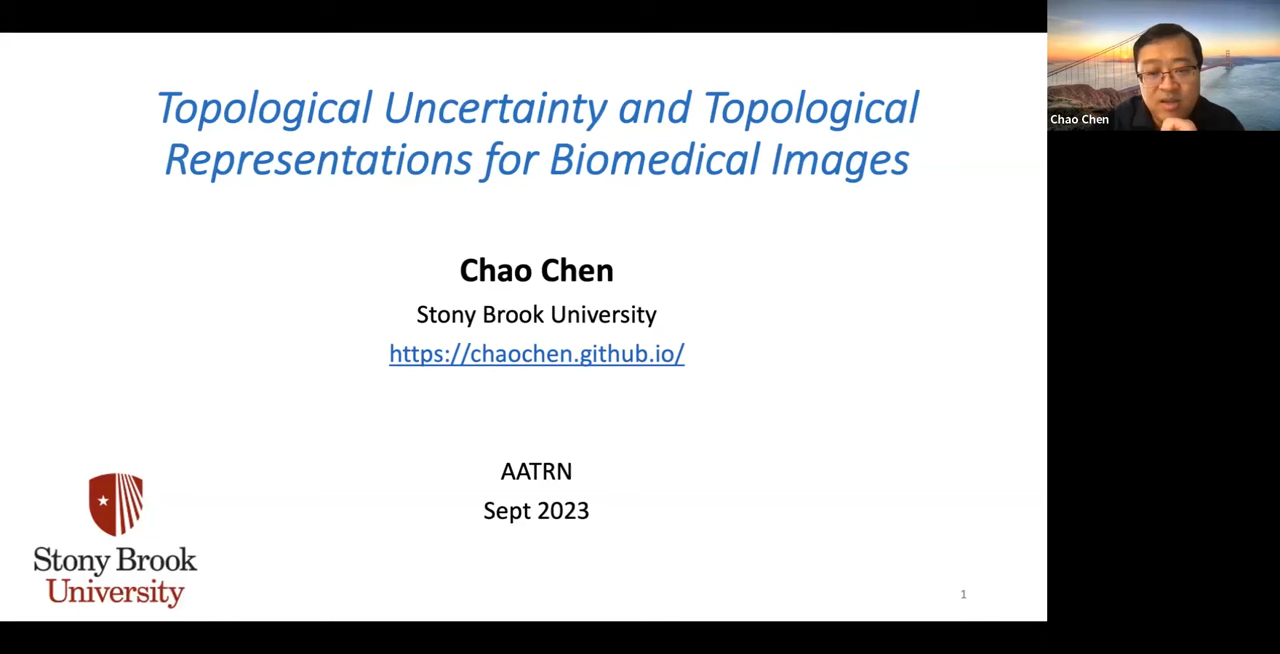 Topological Uncertainty and Topological
Representations for Biomedical Images
Chao Chen
Stony Brook University
https://chaochen.github.io/
AATRN
Sept 2023
Stony Brook
University
1
Chao Chen